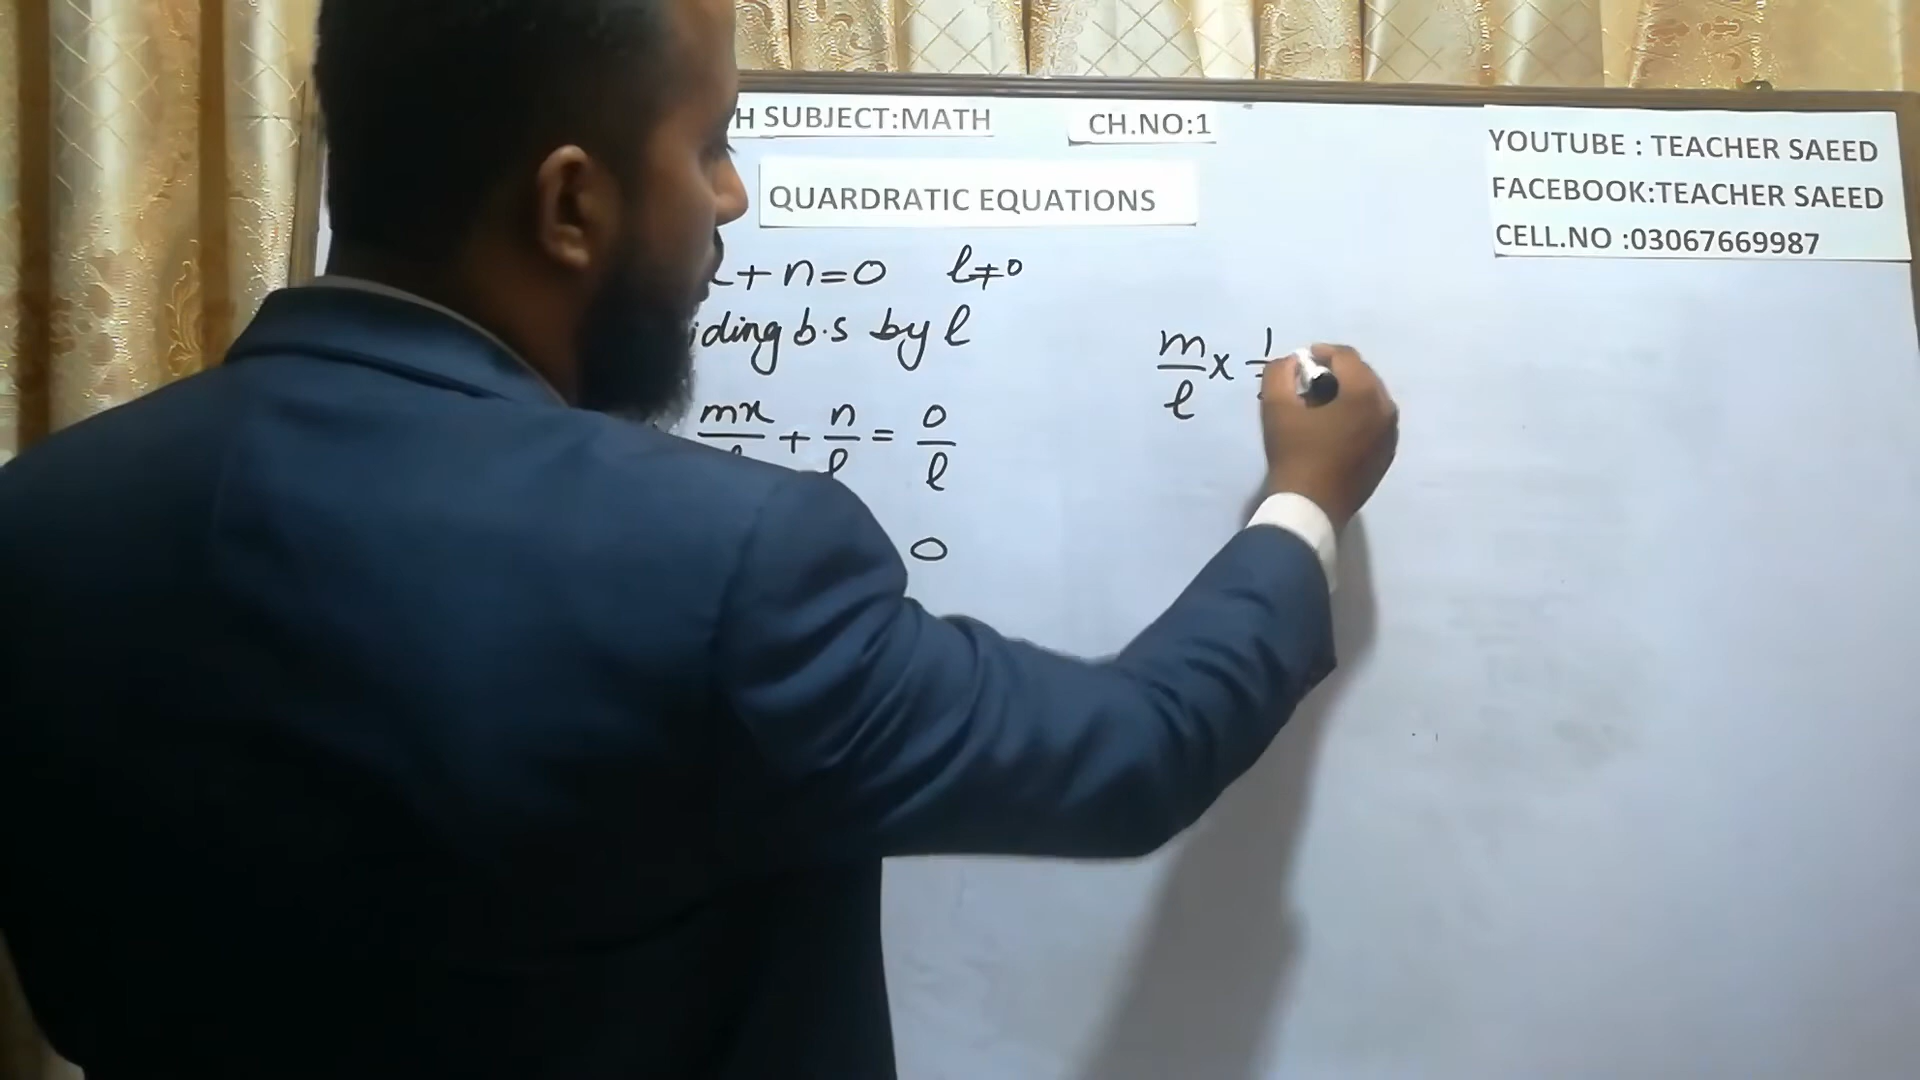 H SUBJECT:MATH
CH.NO:1
QUARDRATIC EQUATIONS
YOUTUBE : TEACHER SAEED
FACEBOOK:TEACHER SAEED
CELL.NO :03067669987
+ n=0 l≠0
iding b.s by l
mx/l + n/l = 0/l
0
m/l x 1